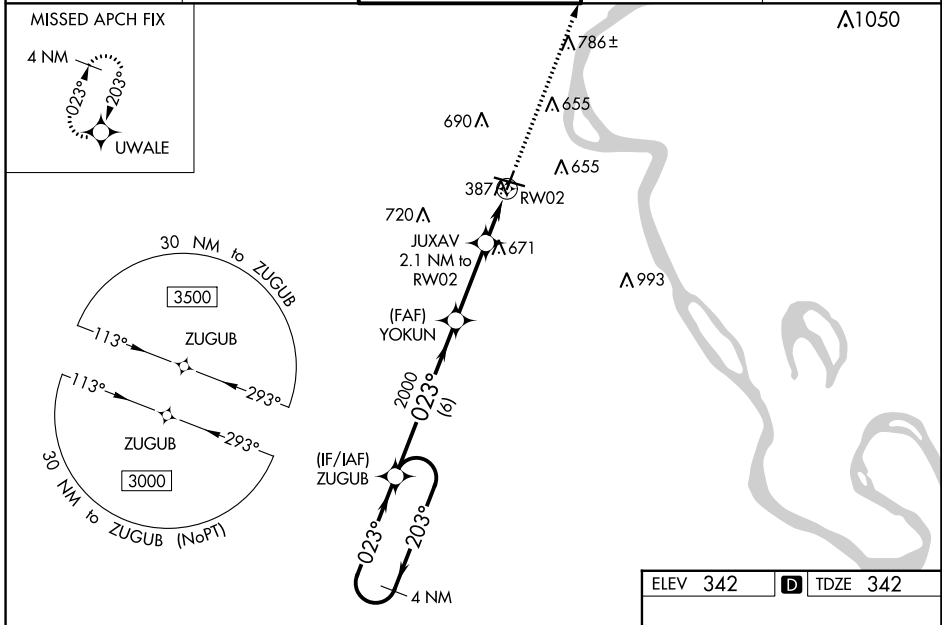 MISSED APCH FIX
4 NM
023°
203°
UWALE
1050
786±
655
690
655
387
RW02
720
JUXAV
2.1 NM to
RW02
671
993
(FAF)
YOKUN
2000
023°
(6)
(IF/IAF)
ZUGUB
023°
203°
4 NM
30 NM to ZUGUB
3500
113°
ZUGUB
293°
113°
ZUGUB
293°
3000
30 NM to ZUGUB (NoPT)
ELEV 342 D TDZE 342